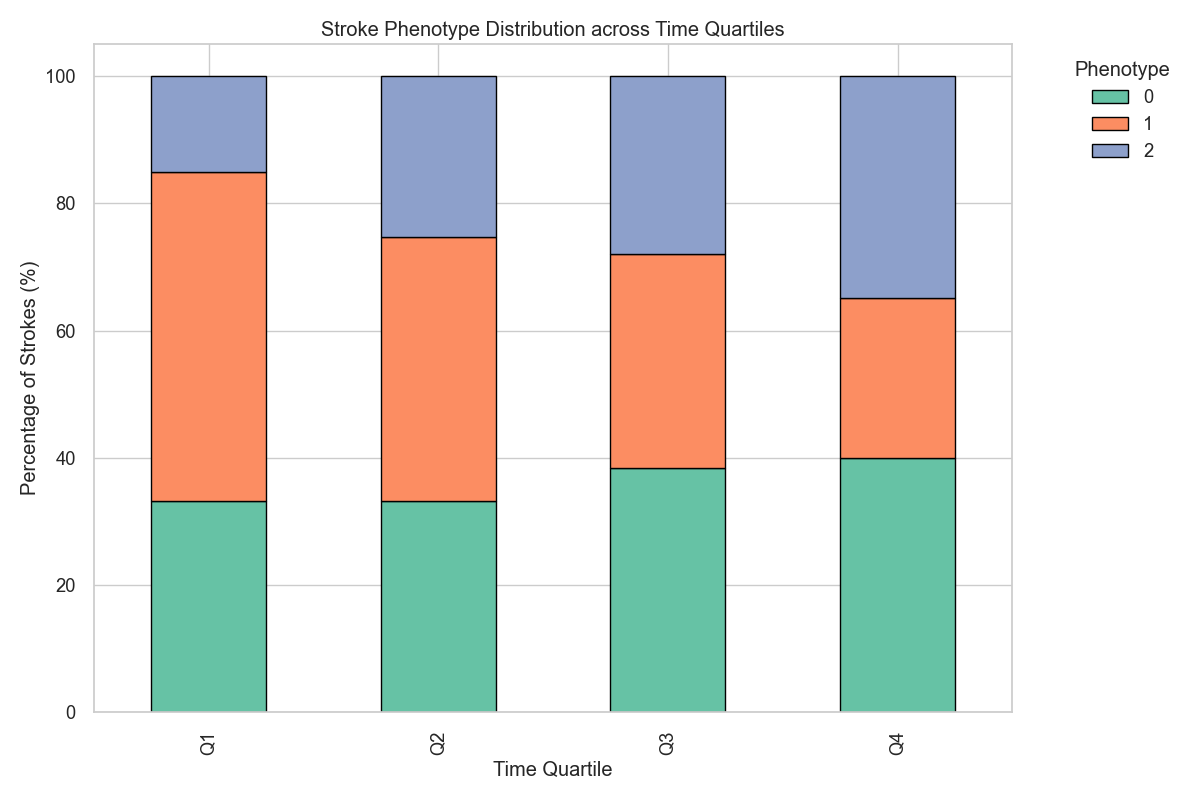 Stroke Phenotype Distribution across Time Quartiles
Phenotype
0
1
2
Percentage of Strokes (%)
100
80
60
40
20
0
Q1
Q2
Q3
Q4
Time Quartile